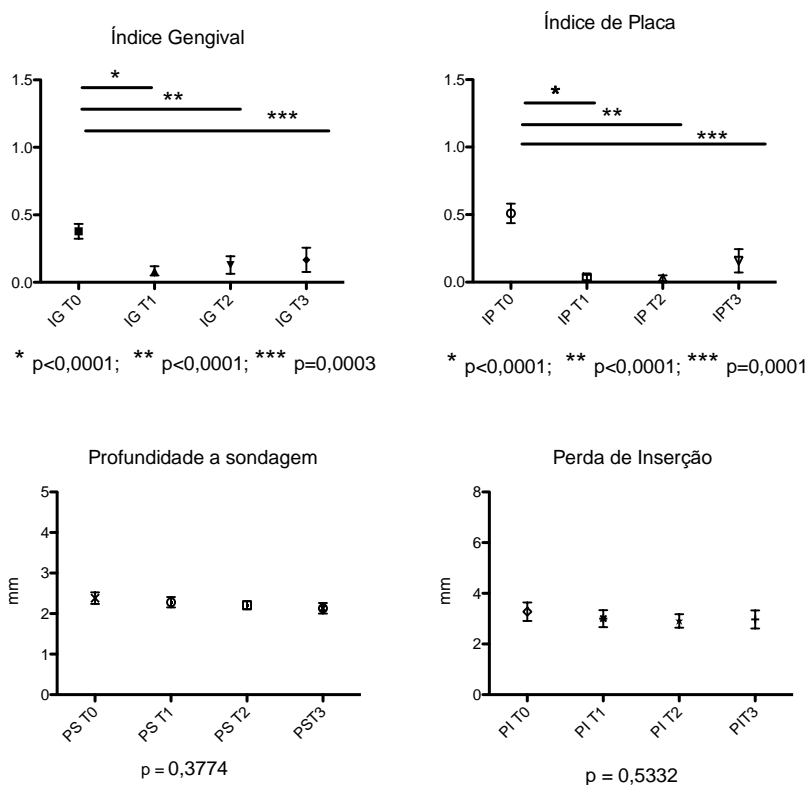 Índice Gengival
*
**
***
1.5
1.0
0.5
0.0
IG T0
IG T1
IG T2
IG T3
* p<0,0001; ** p<0,0001; *** p=0,0003
Índice de Placa
*
**
***
1.5
1.0
0.5
0.0
IP T0
IP T1
IP T2
IPT3
* p<0,0001; ** p<0,0001; *** p=0,0001
Profundidade a sondagem
mm
5
4
3
2
1
0
PS T0
PS T1
PS T2
PST3
p = 0,3774
Perda de Inserção
mm
8
6
4
2
0
PI T0
PI T1
PI T2
PIT3
p = 0,5332